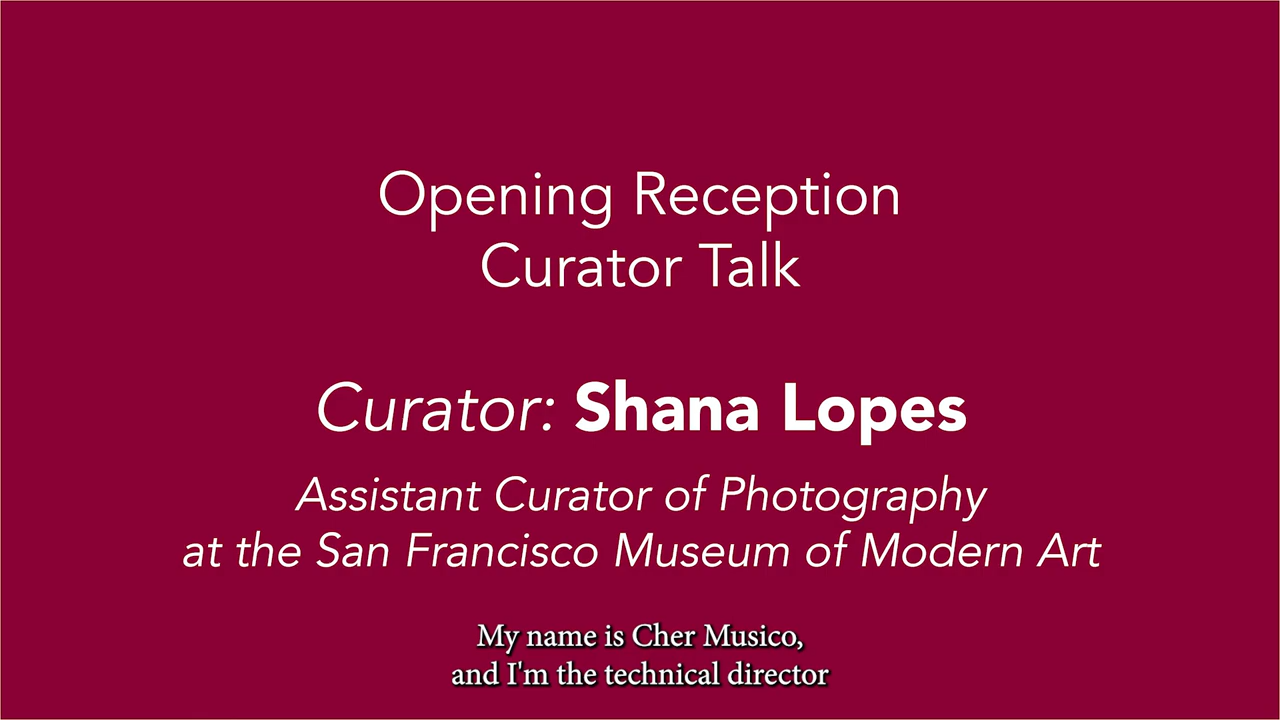 Opening Reception
Curator Talk
Curator: Shana Lopes
Assistant Curator of Photography
at the San Francisco Museum of Modern Art
My name is Cher Musico,
and I'm the technical director